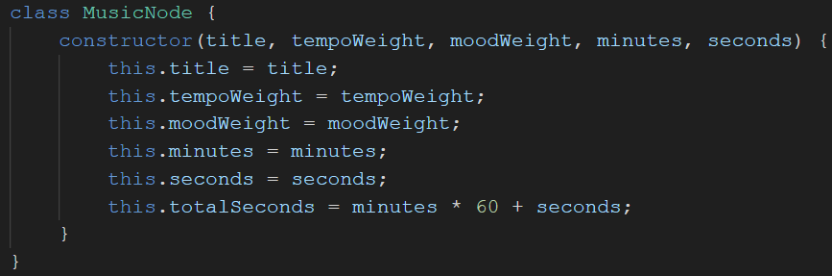 class MusicNode {
    constructor(title, tempoWeight, moodWeight, minutes, seconds) {
        this.title = title;
        this.tempoWeight = tempoWeight;
        this.moodWeight = moodWeight;
        this.minutes = minutes;
        this.seconds = seconds;
        this.totalSeconds = minutes * 60 + seconds;
    }
}